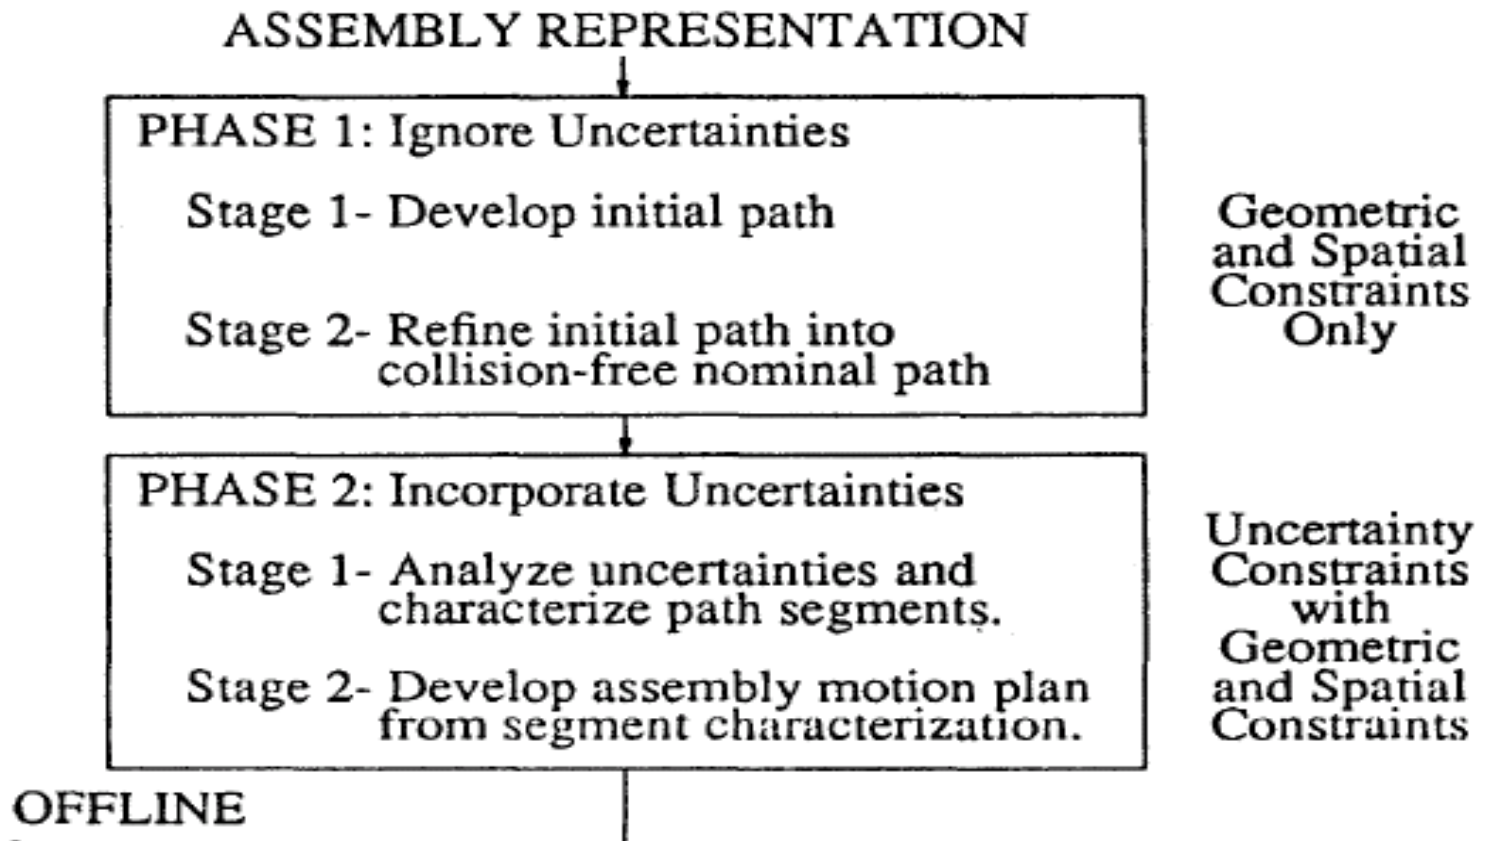 ASSEMBLY REPRESENTATION
PHASE 1: Ignore Uncertainties
Stage 1- Develop initial path
Stage 2- Refine initial path into
collision-free nominal path
Geometric
and Spatial
Constraints
Only
PHASE 2: Incorporate Uncertainties
Stage 1- Analyze uncertainties and
characterize path segments.
Stage 2- Develop assembly motion plan
from segment characterization.
Uncertainty
Constraints
with
Geometric
and Spatial
Constraints
OFFLINE